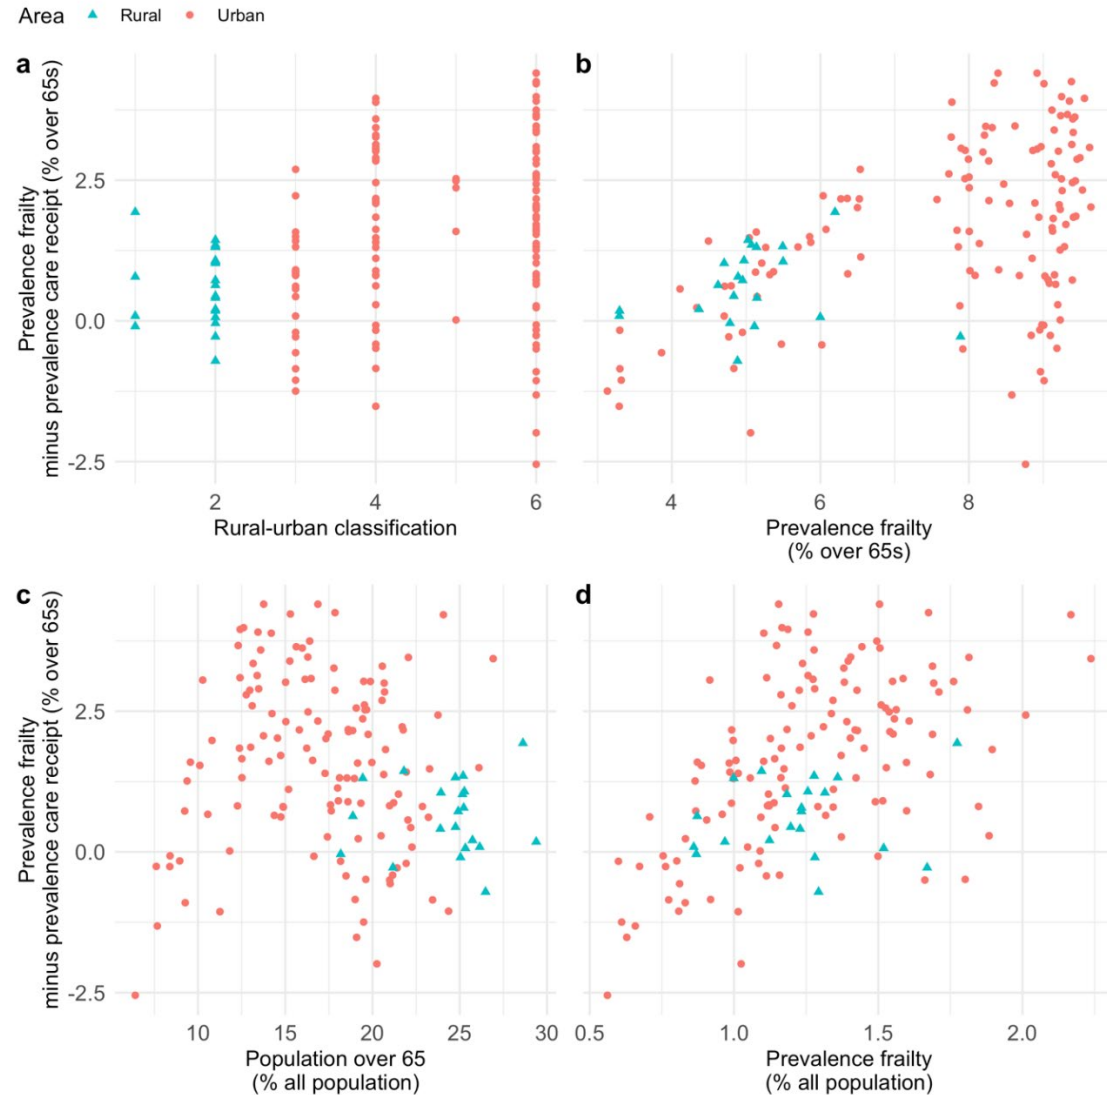 Area Rural Urban
a
Prevalence frailty
minus prevalence care receipt (% over 65s)
2.5
0.0
-2.5
2 4 6
Rural-urban classification
b
4 6 8
Prevalence frailty
(% over 65s)
c
Prevalence frailty
minus prevalence care receipt (% over 65s)
2.5
0.0
-2.5
10 15 20 25 30
Population over 65
(% all population)
d
0.5 1.0 1.5 2.0
Prevalence frailty
(% all population)